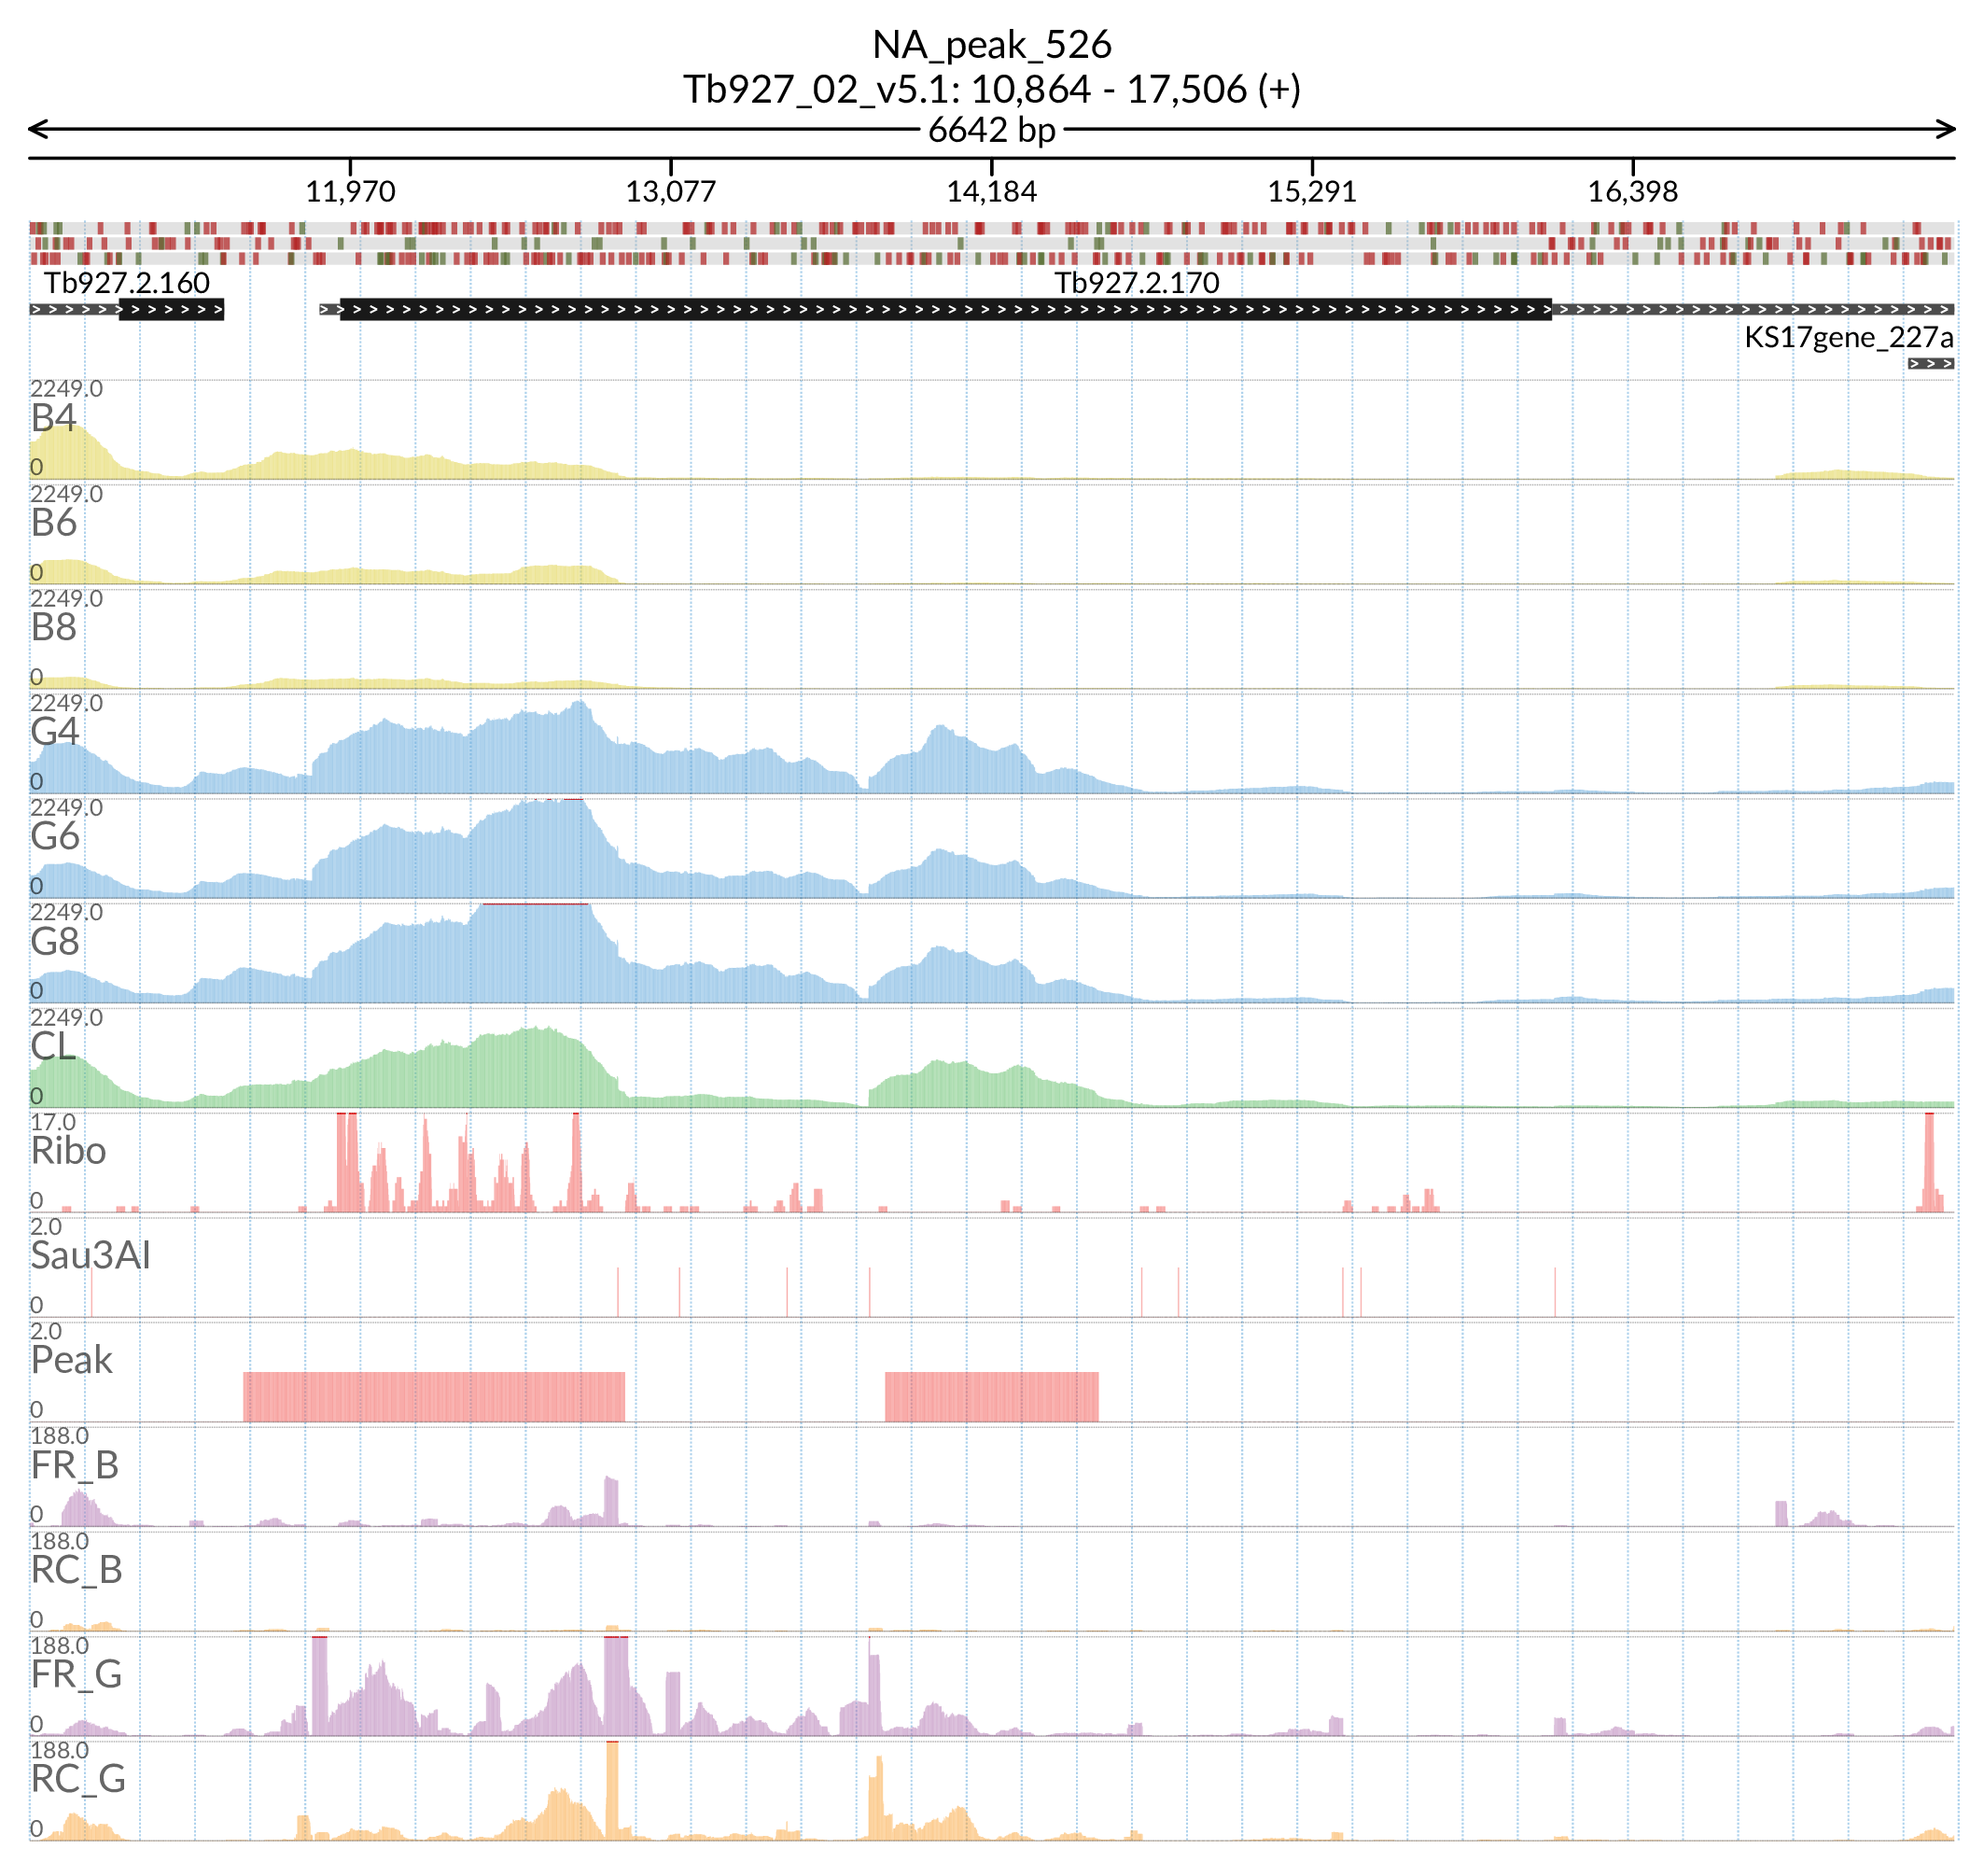 NA_peak_526
Tb927_02_v5.1: 10,864 - 17,506 (+)
6642 bp
11,970 13,077 14,184 15,291 16,398
Tb927.2.160 Tb927.2.170
KS17gene_227a
2249.0
B4
0
2249.0
B6
0
2249.0
B8
0
2249.0
G4
0
2249.0
G6
0
2249.0
G8
0
2249.0
CL
0
17.0
Ribo
0
2.0
Sau3AI
0
2.0
Peak
0
188.0
FR_B
0
188.0
RC_B
0
188.0
FR_G
0
188.0
RC_G
0